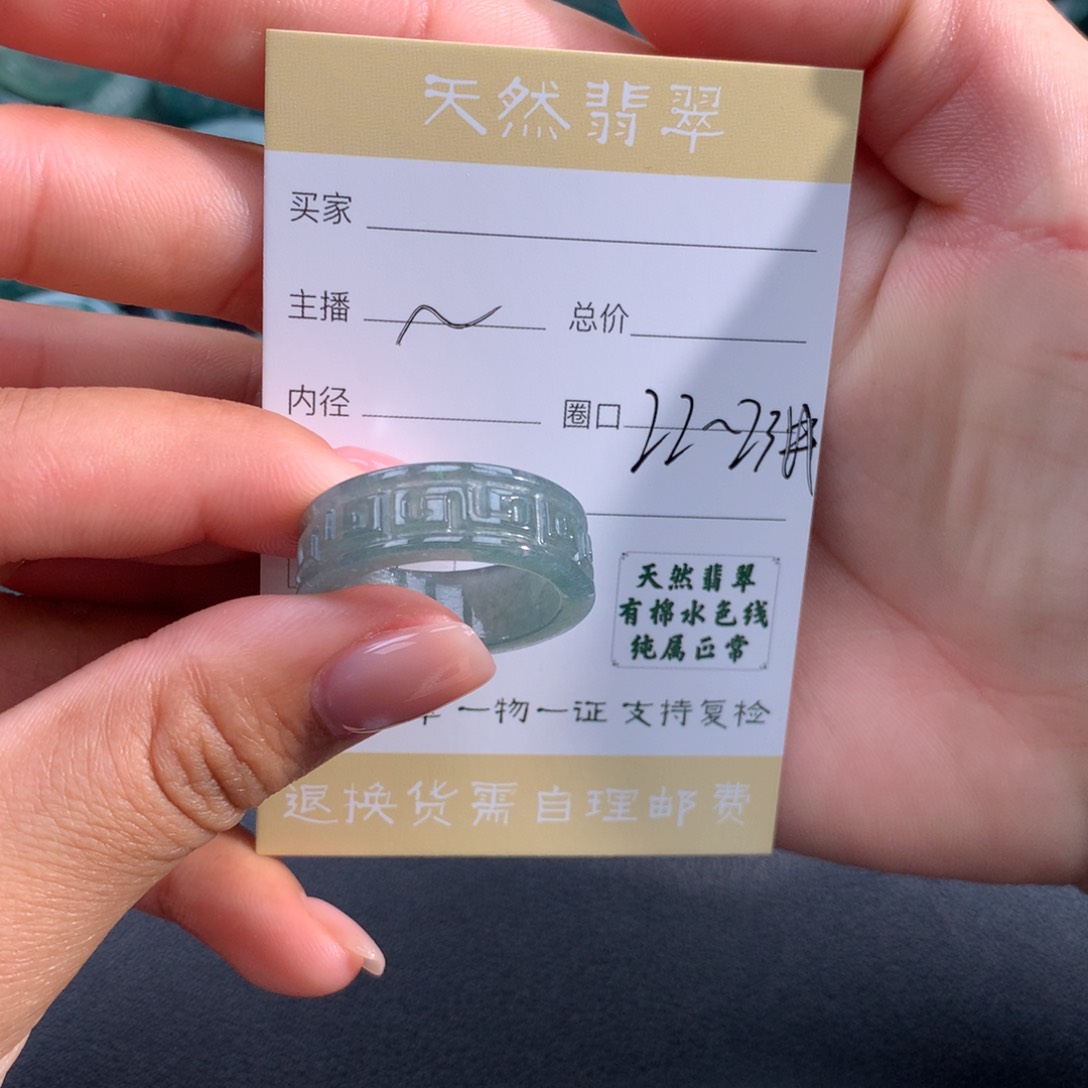 天然翡翠
买家
主播 总价
内径 圈口 22~23
天然翡翠
有棉水色线
纯属正常
一物一证 支持复检
退换货需自理邮费